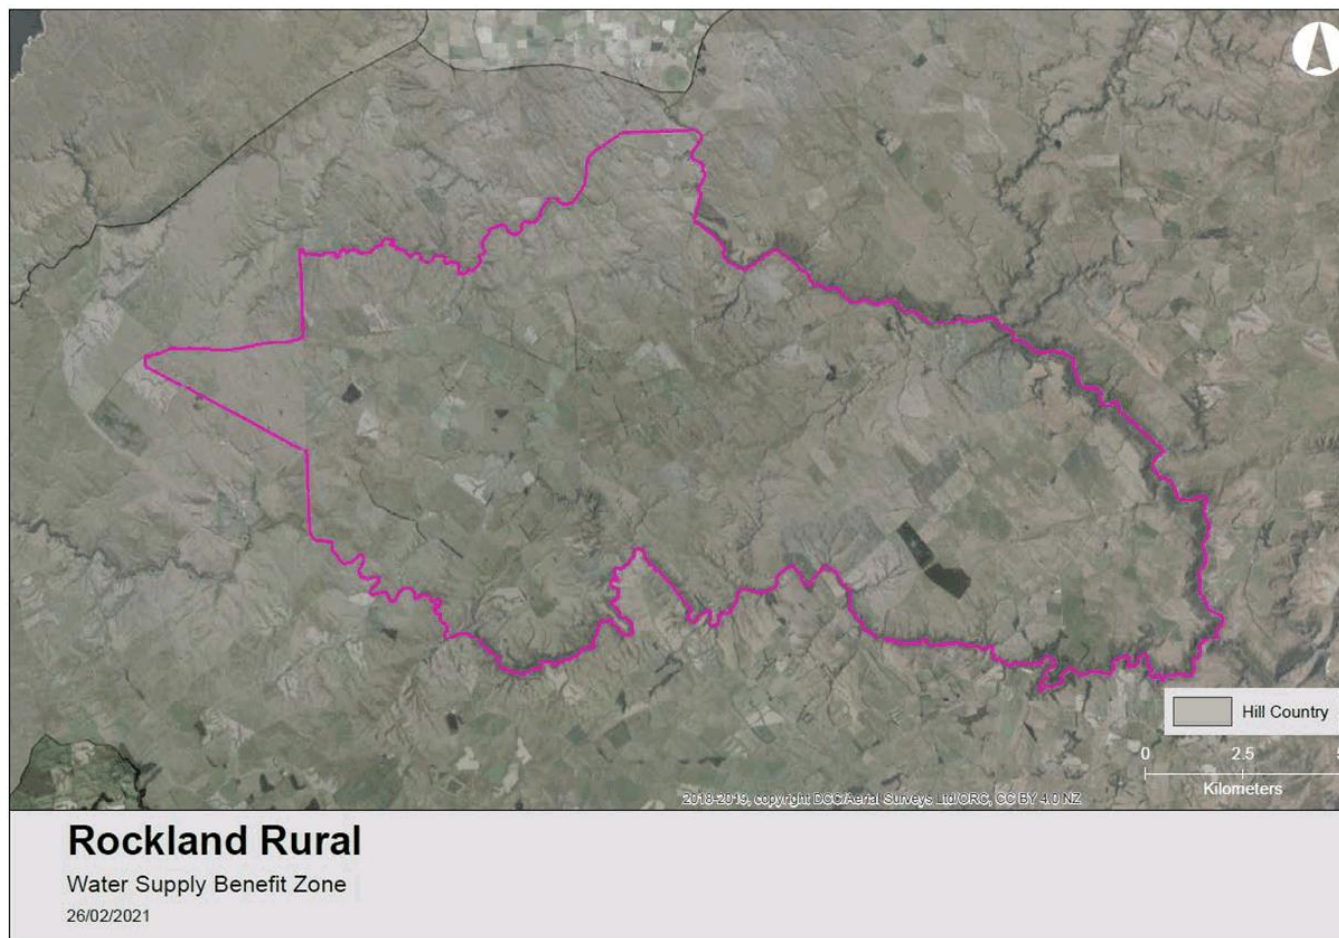 Hill Country
0 2.5 5
Kilometers
2018-2019, copyright DCC/Aerial Surveys Ltd/ORC, CC BY 4.0 NZ
Rockland Rural
Water Supply Benefit Zone
26/02/2021